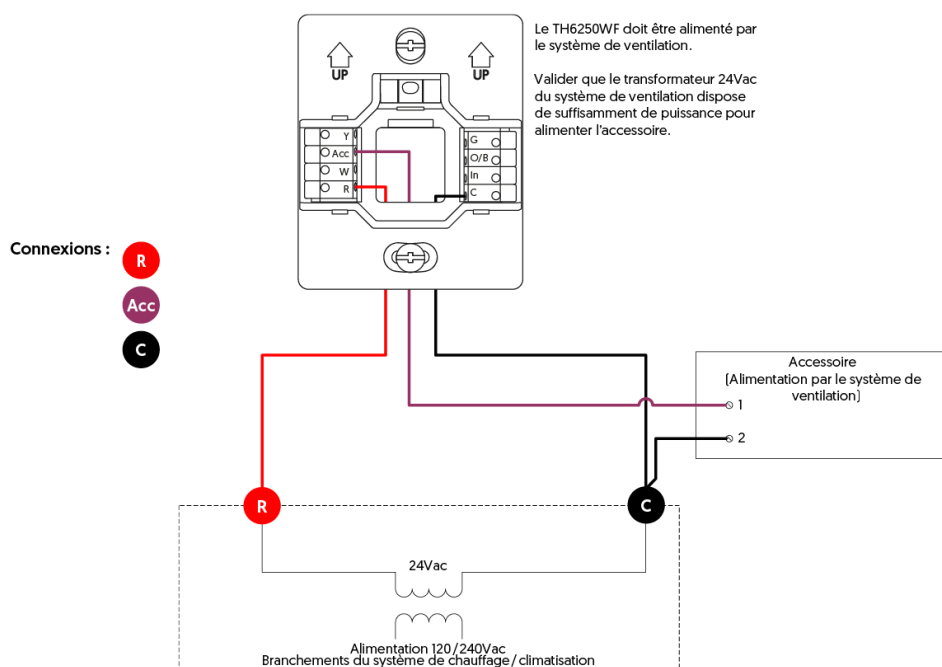 Le TH6250WF doit être alimenté par
le système de ventilation.
Valider que le transformateur 24Vac
du système de ventilation dispose
de suffisamment de puissance pour
alimenter l'accessoire.
UP
UP
Y
Acc
W
R
G
O/B
In
C
Connexions :
R
Acc
C
Accessoire
(Alimentation par le système de
ventilation)
1
2
R
C
24Vac
Alimentation 120/240Vac
Branchements du système de chauffage/climatisation